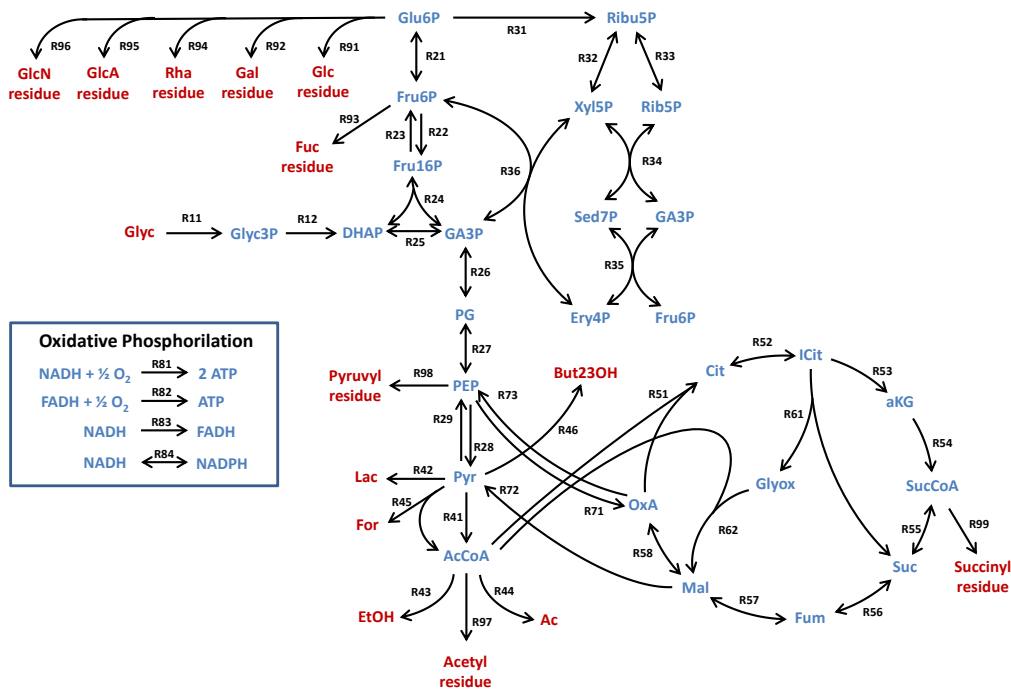 Glu6P
R31
Ribu5P
R96
R95
R94
R92
R91
R21
R32
R33
GlcN
residue
GlcA
residue
Rha
residue
Gal
residue
Glc
residue
Fru6P
Xyl5P
Rib5P
R93
R23
R22
Fuc
residue
Fru16P
R36
R34
R24
Sed7P
GA3P
Glyc
R11
Glyc3P
R12
DHAP
R25
GA3P
R35
R26
PG
Ery4P
Fru6P
Oxidative Phosphorilation
NADH + ½ O2
R81
2 ATP
FADH + ½ O2
R82
ATP
NADH
R83
FADH
NADH
R84
NADPH
R27
Pyruvyl
residue
R98
PEP
R73
But23OH
R51
Cit
R52
ICit
R53
aKG
R61
R29
R28
R46
R54
Lac
R42
Pyr
R72
R71
OxA
Glyox
SucCoA
R45
For
R41
R62
R55
R99
AcCoA
R58
Mal
Suc
Succinyl
residue
R43
R44
R57
R56
EtOH
R97
Ac
Fum
Acetyl
residue